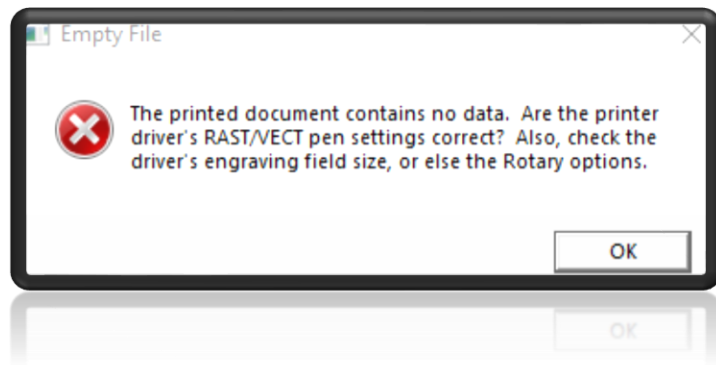 Empty File
The printed document contains no data.  Are the printer
driver's RAST/VECT pen settings correct?  Also, check the
driver's engraving field size, or else the Rotary options.
OK
OK